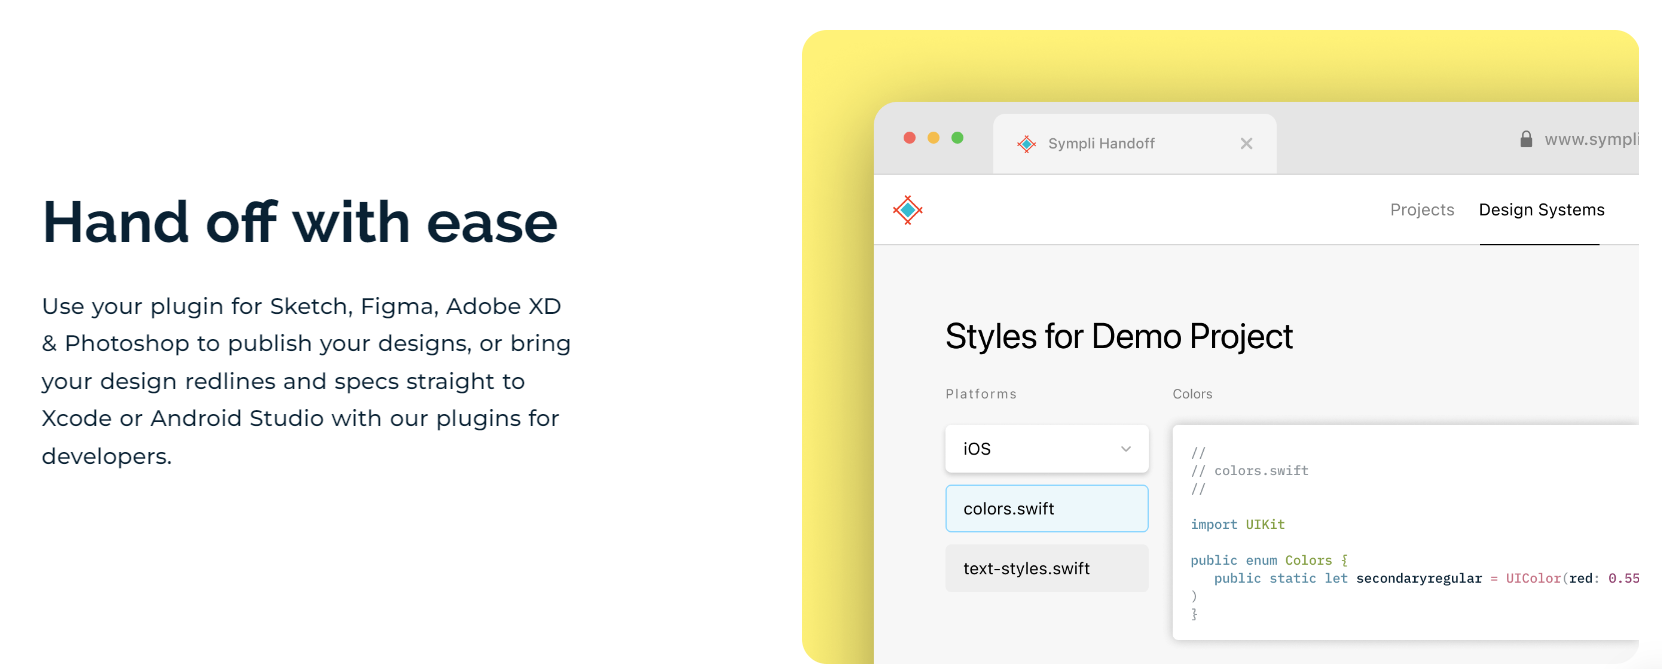 Hand off with ease
Use your plugin for Sketch, Figma, Adobe XD
& Photoshop to publish your designs, or bring
your design redlines and specs straight to
Xcode or Android Studio with our plugins for
developers.
Sympli Handoff
www.sympli
Projects Design Systems
Styles for Demo Project
Platforms
iOS
colors.swift
text-styles.swift
Colors
//
// colors.swift
//
import UIKit
public enum Colors {
public static let secondaryregular = UIColor(red: 0.55
)
}